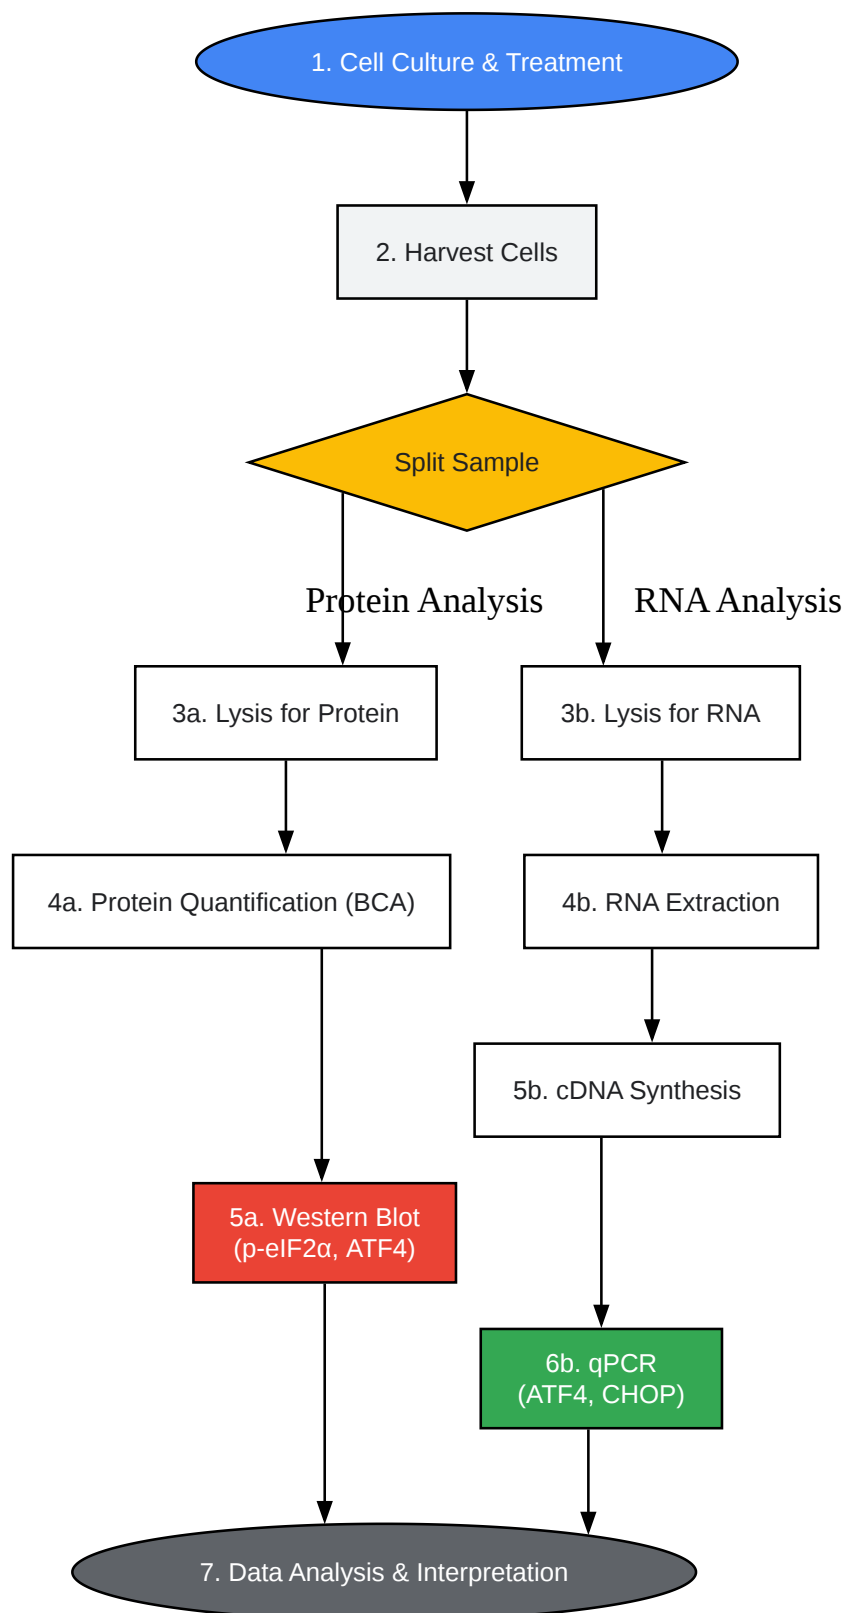 1. Cell Culture & Treatment
2. Harvest Cells
Split Sample
Protein Analysis
RNA Analysis
3a. Lysis for Protein
3b. Lysis for RNA
4a. Protein Quantification (BCA)
4b. RNA Extraction
5b. cDNA Synthesis
5a. Western Blot
(p-eIF2α, ATF4)
6b. qPCR
(ATF4, CHOP)
7. Data Analysis & Interpretation